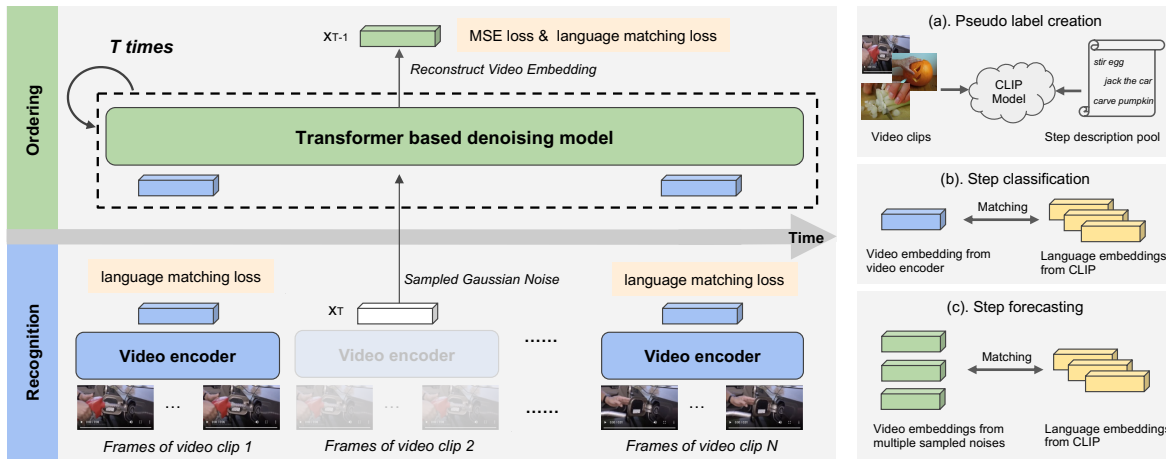 Ordering
T times
XT-1
MSE loss & language matching loss
Reconstruct Video Embedding
Transformer based denoising model
Time
Recognition
language matching loss
Sampled Gaussian Noise
language matching loss
XT
Video encoder
Video encoder
......
Video encoder
...
...
......
...
Frames of video clip 1
Frames of video clip 2
Frames of video clip N
(a). Pseudo label creation
stir egg
jack the car
carve pumpkin
CLIP
Model
Video clips
Step description pool
(b). Step classification
Matching
Video embedding from
video encoder
Language embeddings
from CLIP
(c). Step forecasting
Matching
Video embeddings from
multiple sampled noises
Language embeddings
from CLIP